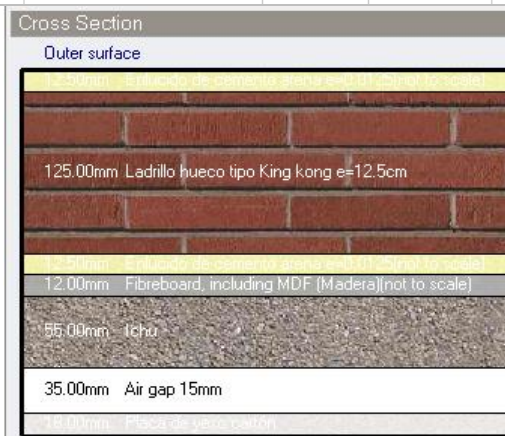 Cross Section
Outer surface
12.50mm Enlucido de cemento arena e=0.0125(not to scale)
125.00mm Ladrillo hueco tipo King kong e=12.5cm
12.50mm Enlucido de cemento arena e=0.0125(not to scale)
12.00mm Fibreboard, including MDF (Madera)(not to scale)
55.00mm Ichu
35.00mm Air gap 15mm
18.00mm Placa de yeso carton